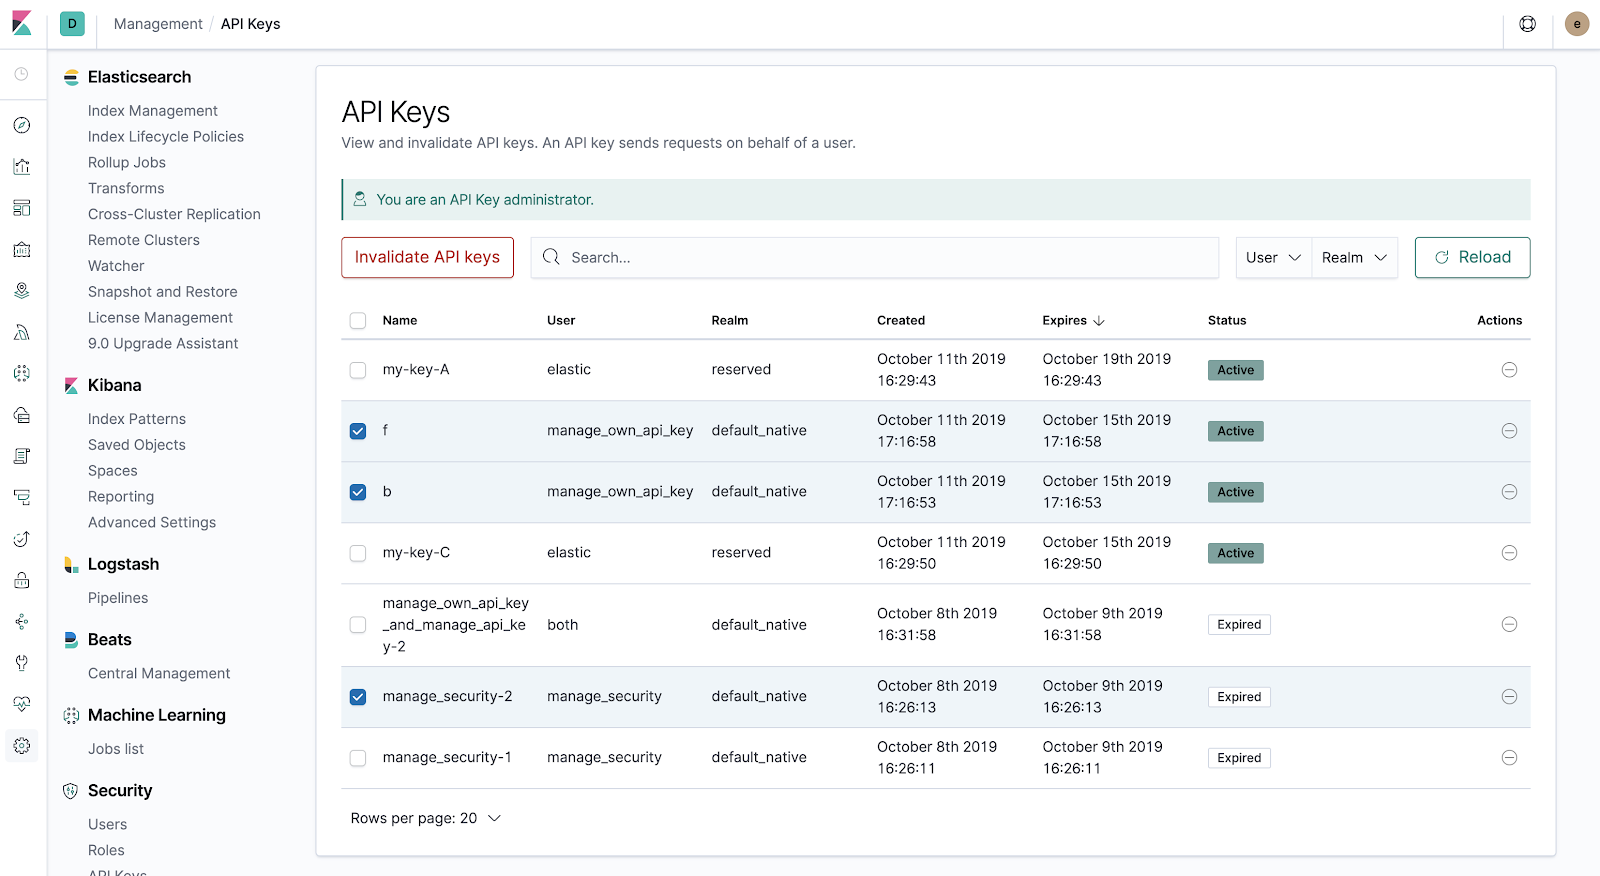 D
Management / API Keys
e
Elasticsearch
Index Management
Index Lifecycle Policies
Rollup Jobs
Transforms
Cross-Cluster Replication
Remote Clusters
Watcher
Snapshot and Restore
License Management
9.0 Upgrade Assistant
Kibana
Index Patterns
Saved Objects
Spaces
Reporting
Advanced Settings
Logstash
Pipelines
Beats
Central Management
Machine Learning
Jobs list
Security
Users
Roles
API Keys
API Keys
View and invalidate API keys. An API key sends requests on behalf of a user.
You are an API Key administrator.
Invalidate API keys Search... User Realm Reload
Name User Realm Created Expires Status Actions
my-key-A elastic reserved October 11th 2019 October 19th 2019 Active
16:29:43 16:29:43
f manage_own_api_key default_native October 11th 2019 October 15th 2019 Active
17:16:58 17:16:58
b manage_own_api_key default_native October 11th 2019 October 15th 2019 Active
17:16:53 17:16:53
my-key-C elastic reserved October 11th 2019 October 15th 2019 Active
16:29:50 16:29:50
manage_own_api_key
_and_manage_api_ke both default_native October 8th 2019 October 9th 2019 Expired
y-2 16:31:58 16:31:58
manage_security-2 manage_security default_native October 8th 2019 October 9th 2019 Expired
16:26:13 16:26:13
manage_security-1 manage_security default_native October 8th 2019 October 9th 2019 Expired
16:26:11 16:26:11
Rows per page: 20